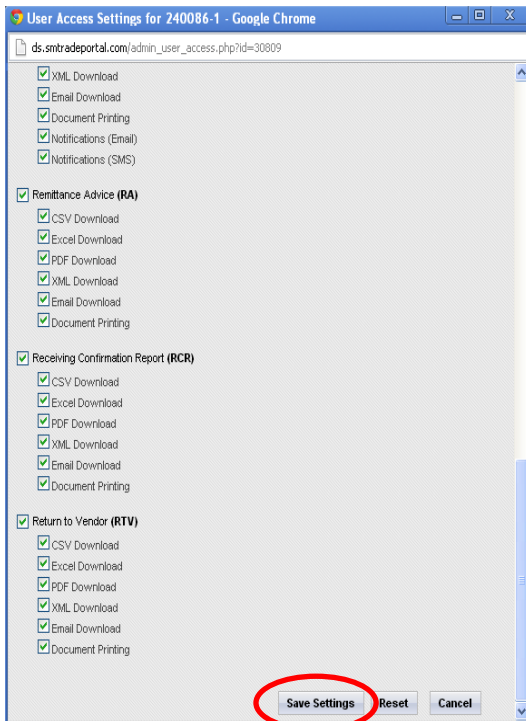 User Access Settings for 240086-1 - Google Chrome
ds.smtradeportal.com/admin_user_access.php?id=30809
XML Download
Email Download
Document Printing
Notifications (Email)
Notifications (SMS)
Remittance Advice (RA)
CSV Download
Excel Download
PDF Download
XML Download
Email Download
Document Printing
Receiving Confirmation Report (RCR)
CSV Download
Excel Download
PDF Download
XML Download
Email Download
Document Printing
Return to Vendor (RTV)
CSV Download
Excel Download
PDF Download
XML Download
Email Download
Document Printing
Save Settings Reset Cancel